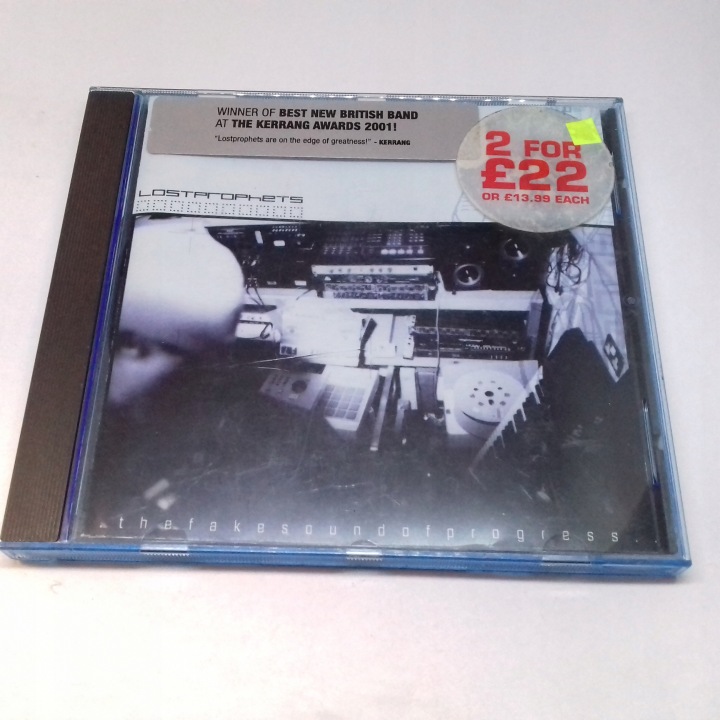 WINNER OF BEST NEW BRITISH BAND
AT THE KERRANG AWARDS 2001!
"Lostprophets are on the edge of greatness!" - KERRANG
2 FOR
£22
OR £13.99 EACH
LOSTPROPHETS
thefakesoundofprogress